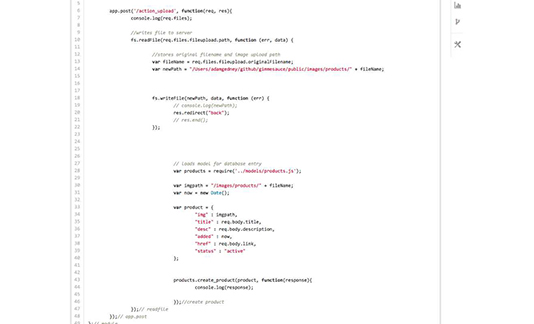 5
6 app.post('/action_upload', function(req, res){
7 console.log(req.files);
8
9 //writes file to server
10 fs.readFile(req.files.fileupload.path, function (err, data) {
11
12 //stores original filename and image upload path
13 var fileName = req.files.fileupload.originalFilename;
14 var newPath = "/Users/adamgedney/github/gimmesauce/public/images/products/" + fileName;
15
16
17
18 fs.writeFile(newPath, data, function (err) {
19 // console.log(newPath);
20 res.redirect("back");
21 // res.end();
22 });
23
24
25
26
27 // loads model for database entry
28 var products = require('../models/products.js');
29
30 var imgpath = "/images/products/" + fileName;
31 var now = new Date();
32
33 var product = {
34 "img" : imgpath,
35 "title" : req.body.title,
36 "desc" : req.body.description,
37 "added" : now,
38 "href" : req.body.link,
39 "status" : "active"
40 };
41
42
43 products.create_product(product, function(response){
44 console.log(response);
45
46 });//create product
47 });// readfile
48 });// app.post
49 };// module